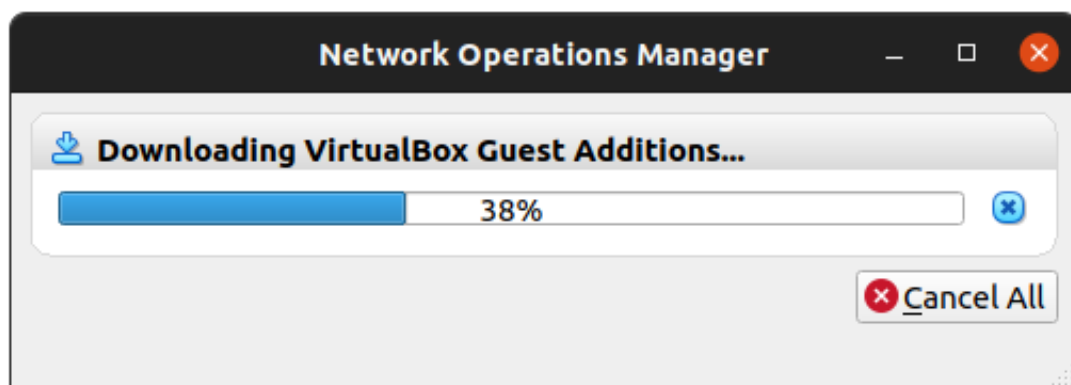 Network Operations Manager
Downloading VirtualBox Guest Additions...
38%
Cancel All